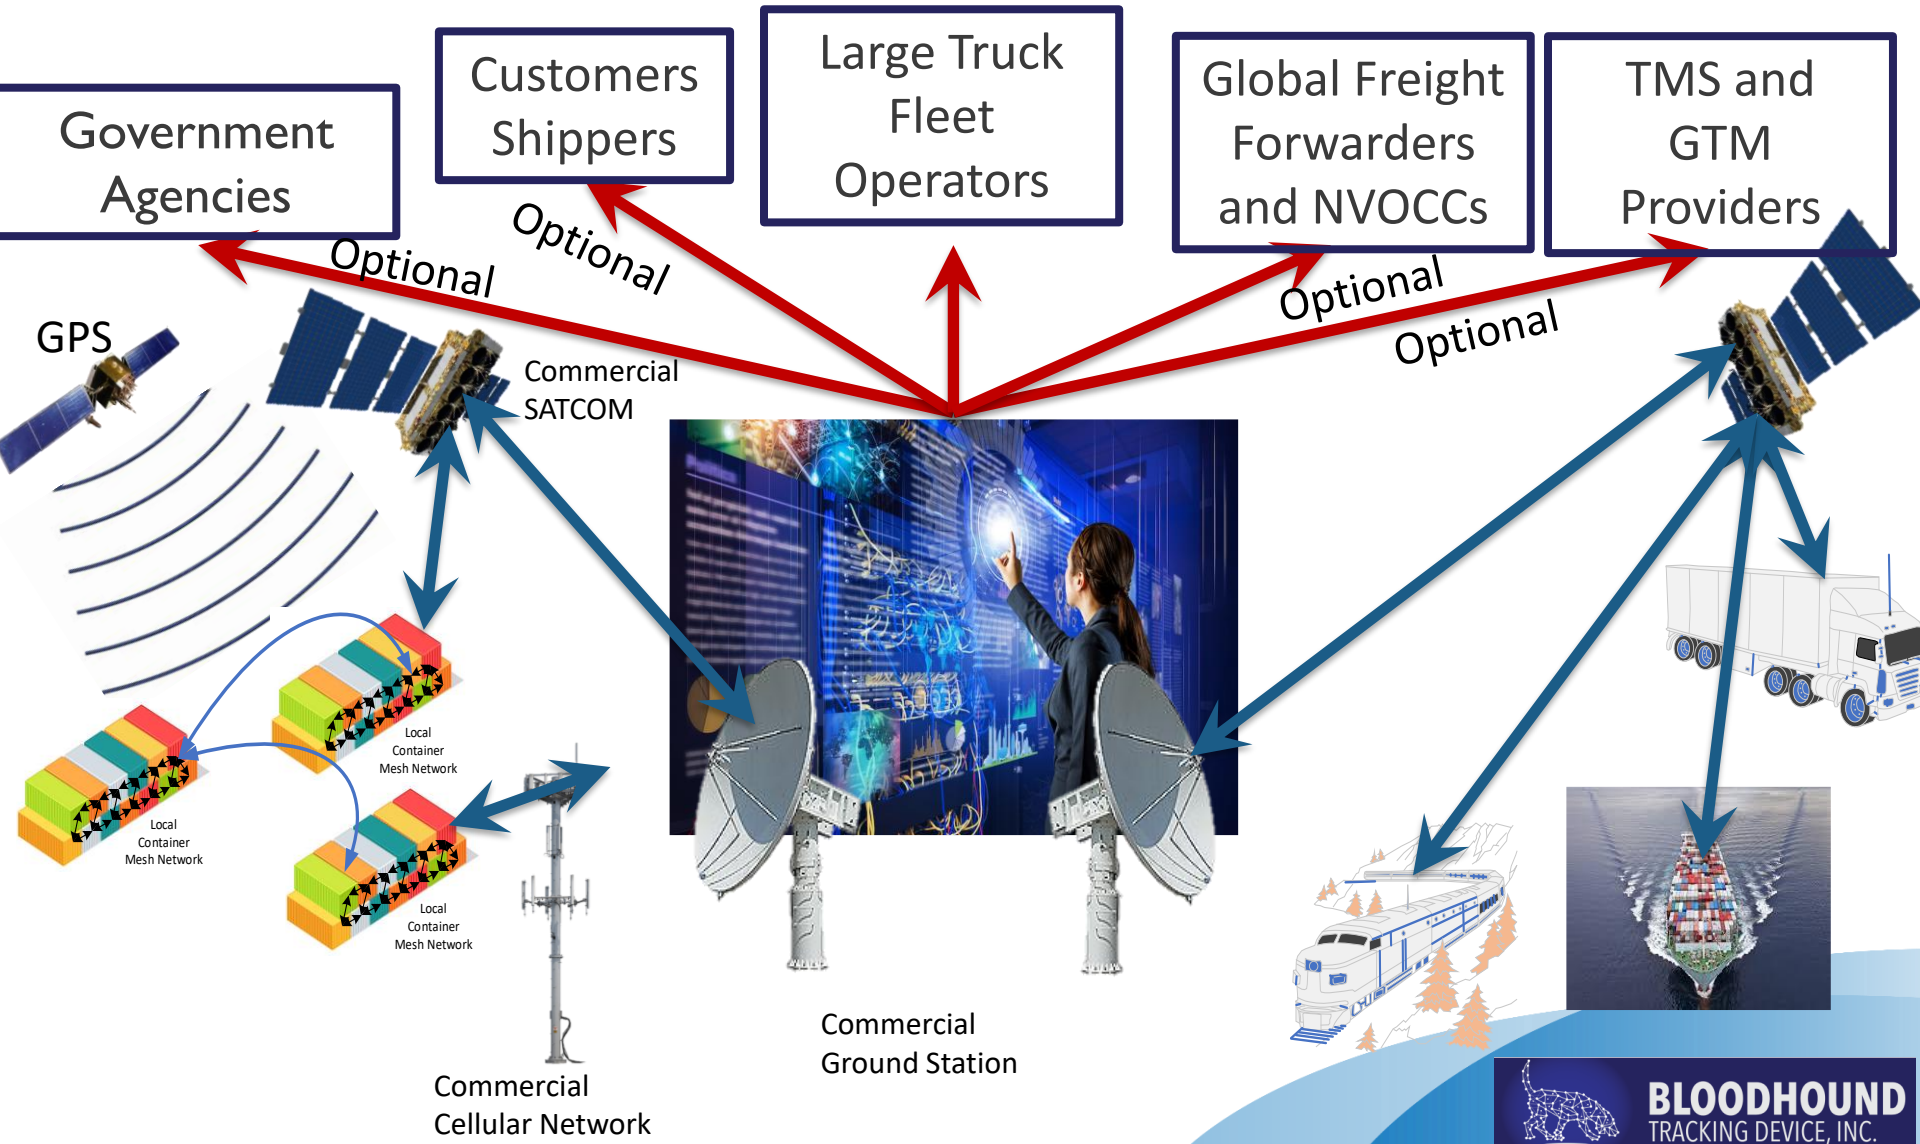 Government
Agencies
Customers
Shippers
Large Truck
Fleet
Operators
Global Freight
Forwarders
and NVOCCs
TMS and
GTM
Providers
Optional
Optional
Optional
Optional
GPS
Commercial
SATCOM
Local
Container
Mesh Network
Local
Container
Mesh Network
Local
Container
Mesh Network
Commercial
Cellular Network
Commercial
Ground Station
BLOODHOUND
TRACKING DEVICE, INC.